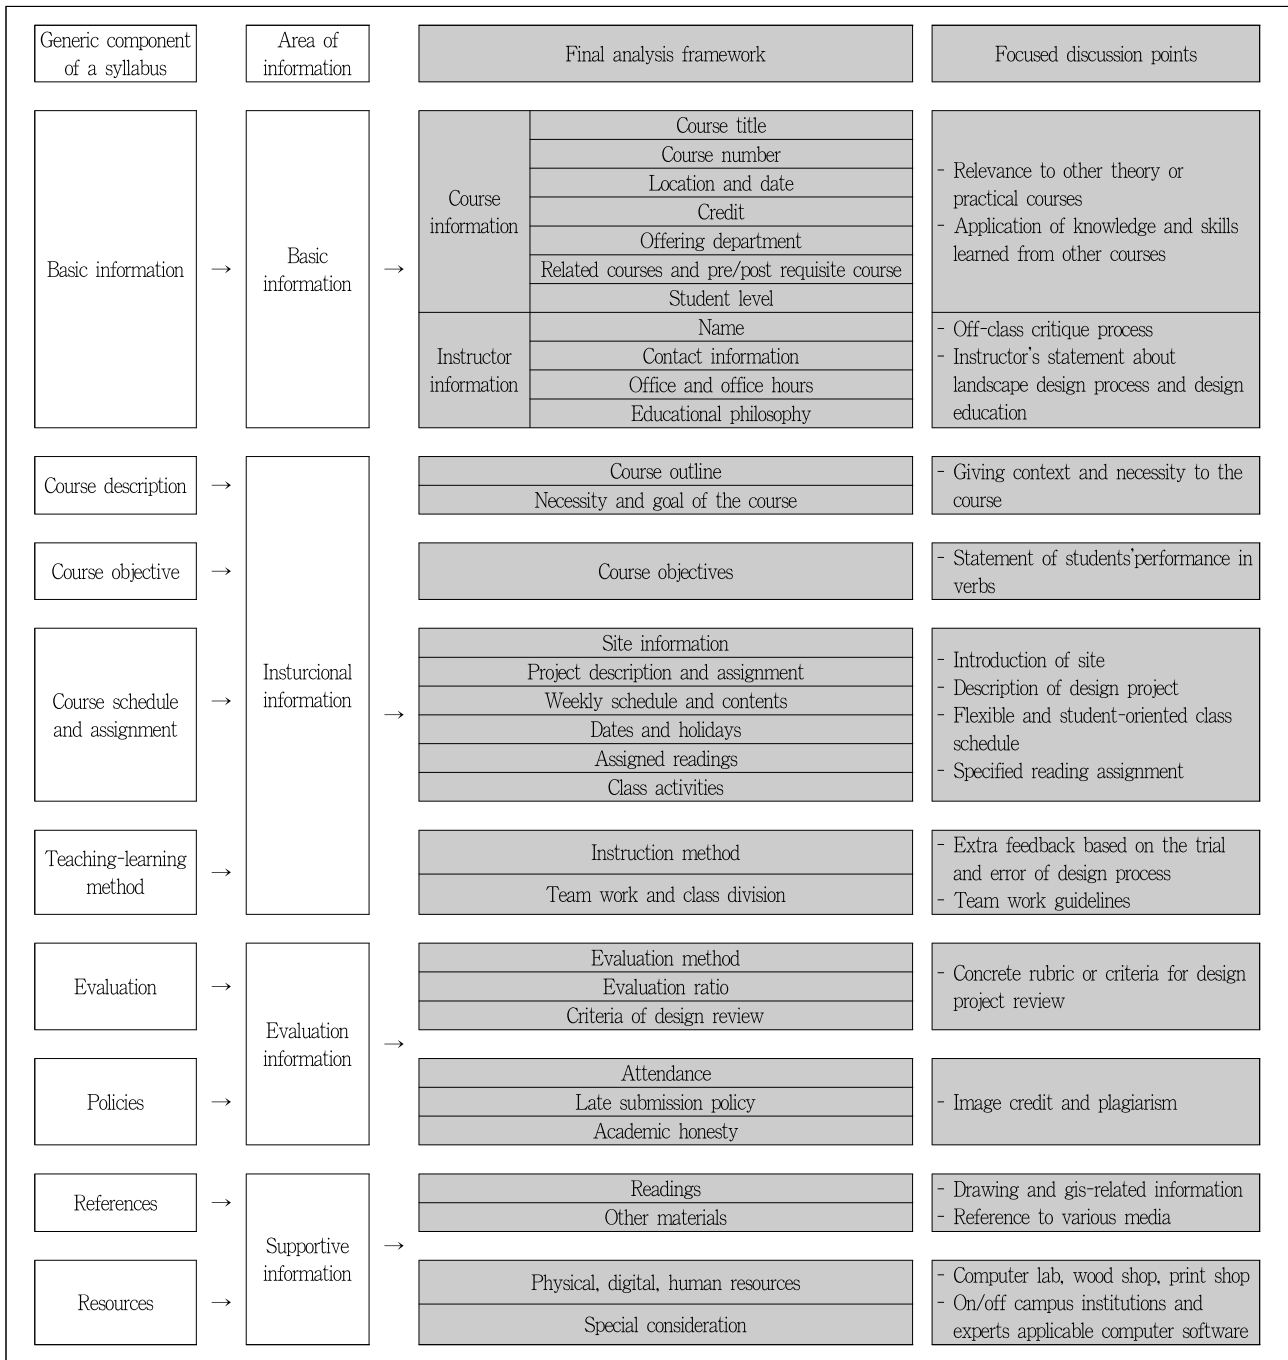 Generic component
of a syllabus
Area of
information
Final analysis framework
Focused discussion points
Basic information
→
Basic
information
→
Course
information
Course title
Course number
Location and date
Credit
Offering department
Related courses and pre/post requisite course
Student level
- Relevance to other theory or
practical courses
- Application of knowledge and skills
learned from other courses
Instructor
information
Name
Contact information
Office and office hours
Educational philosophy
- Off-class critique process
- Instructor's statement about
landscape design process and design
education
Course description
→
Insturcional
information
→
Course outline
Necessity and goal of the course
- Giving context and necessity to the
course
Course objective
→
Course objectives
- Statement of students'performance in
verbs
Course schedule
and assignment
→
Site information
Project description and assignment
Weekly schedule and contents
Dates and holidays
Assigned readings
Class activities
- Introduction of site
- Description of design project
- Flexible and student-oriented class
schedule
- Specified reading assignment
Teaching-learning
method
→
Instruction method
Team work and class division
- Extra feedback based on the trial
and error of design process
- Team work guidelines
Evaluation
→
Evaluation
information
→
Evaluation method
Evaluation ratio
Criteria of design review
- Concrete rubric or criteria for design
project review
Policies
→
Attendance
Late submission policy
Academic honesty
- Image credit and plagiarism
References
→
Supportive
information
→
Readings
Other materials
- Drawing and gis-related information
- Reference to various media
Resources
→
Physical, digital, human resources
Special consideration
- Computer lab, wood shop, print shop
- On/off campus institutions and
experts applicable computer software